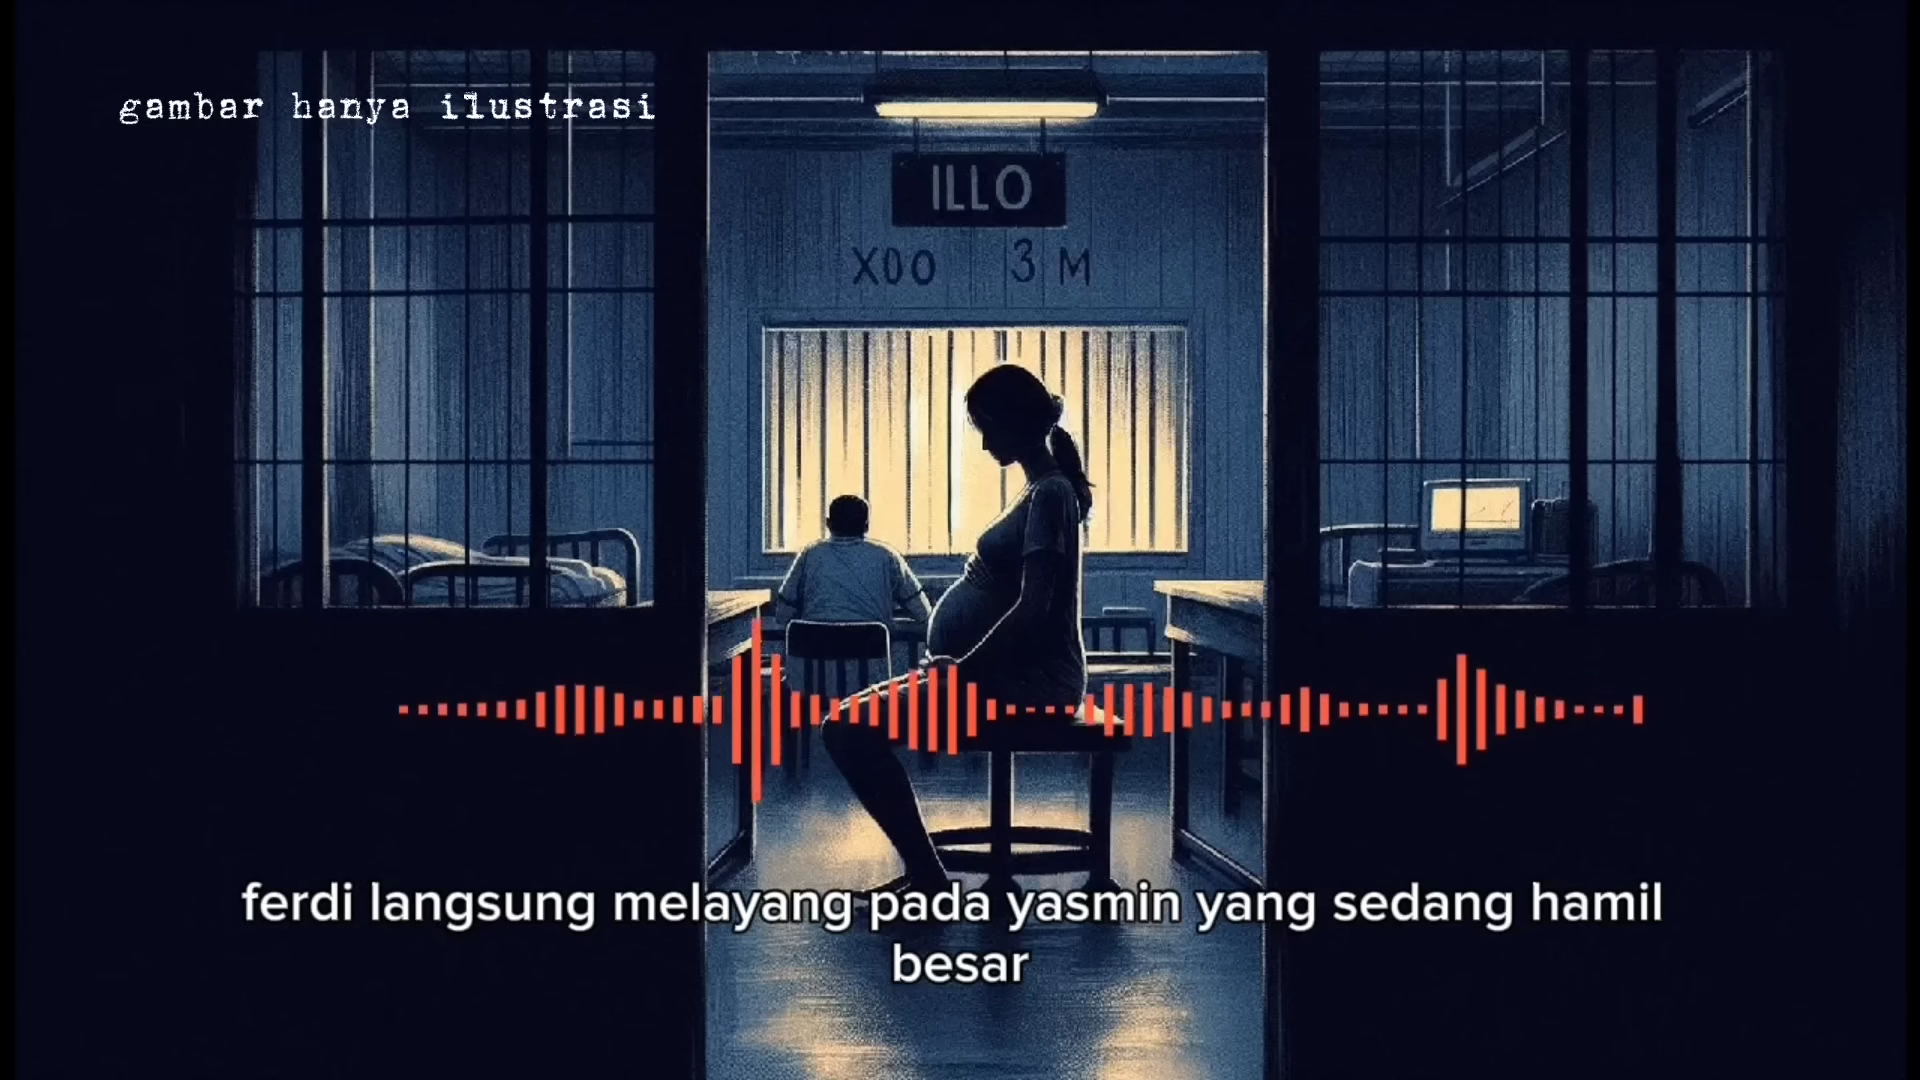 gambar hanya ilustrasi
ILLO
X00 3 M
ferdi langsung melayang pada yasmin yang sedang hamil
besar